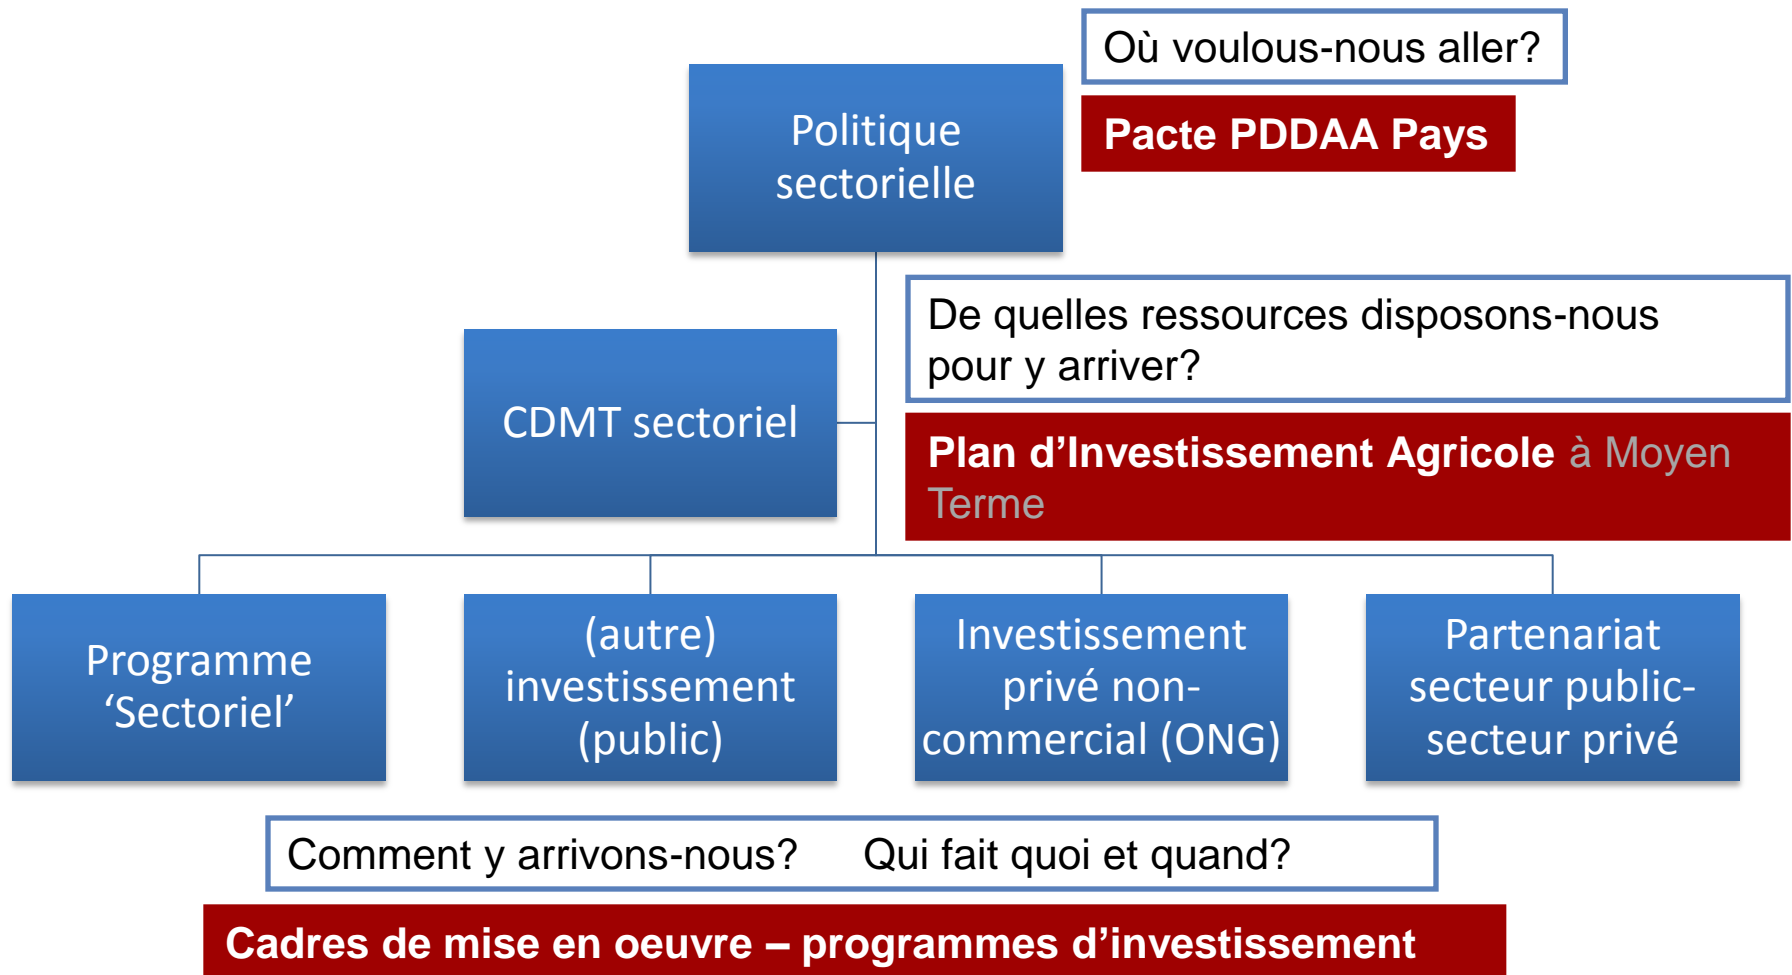 Où voulous-nous aller?
Politique
sectorielle
Pacte PDDAA Pays
De quelles ressources disposons-nous
pour y arriver?
CDMT sectoriel
Plan d’Investissement Agricole à Moyen
Terme
Programme
‘Sectoriel’
(autre)
investissement
(public)
Investissement
privé non-
commercial (ONG)
Partenariat
secteur public-
secteur privé
Comment y arrivons-nous? Qui fait quoi et quand?
Cadres de mise en oeuvre – programmes d’investissement